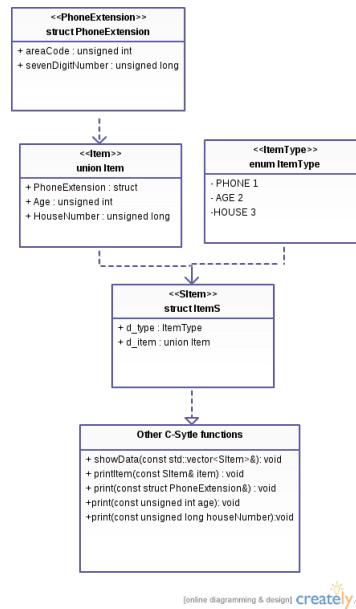 <<PhoneExtension>>
struct PhoneExtension
+ areaCode : unsigned int
+ sevenDigitNumber : unsigned long
<<Item>>
union Item
+ PhoneExtension : struct
+ Age : unsigned int
+ HouseNumber : unsigned long
<<ItemType>>
enum ItemType
- PHONE 1
- AGE 2
-HOUSE 3
<<SItem>>
struct ItemS
+ d_type : ItemType
+ d_item : union Item
Other C-Sytle functions
+ showData(const std::vector<SItem>&): void
+ printItem(const SItem& item) : void
+ print(const struct PhoneExtension&) : void
+print(const unsigned int age): void
+print(const unsigned long houseNumber):void
[online diagramming & design] creately